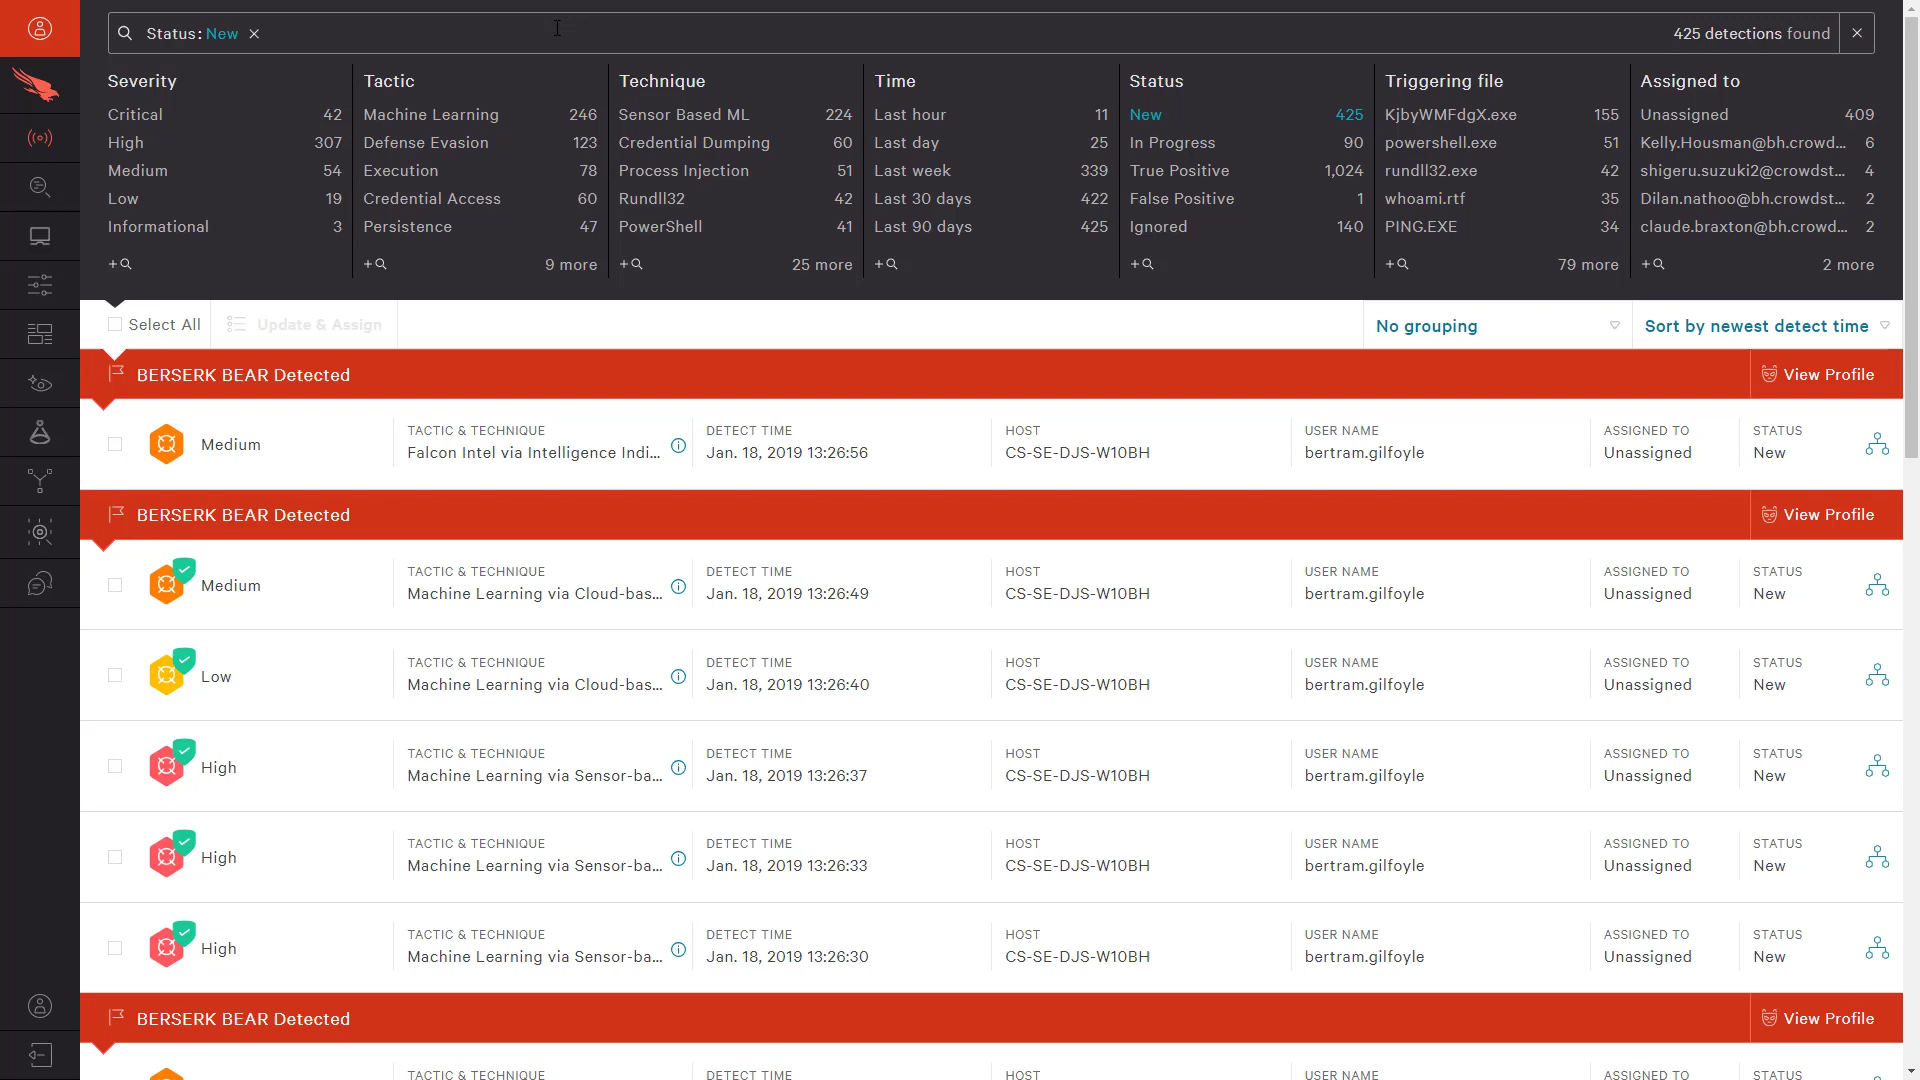 Status: New 425 detections found
Severity Tactic Technique Time Status Triggering file Assigned to
Critical 42 Machine Learning 246 Sensor Based ML 224 Last hour 11 New 425 KjbyWMFdgX.exe 155 Unassigned 409
High 307 Defense Evasion 123 Credential Dumping 60 Last day 25 In Progress 90 powershell.exe 51 Kelly.Housman@bh.crowd... 6
Medium 54 Execution 78 Process Injection 51 Last week 339 True Positive 1,024 rundll32.exe 42 shigeru.suzuki2@crowdst... 4
Low 19 Credential Access 60 Rundll32 42 Last 30 days 422 False Positive 1 whoami.rtf 35 Dilan.nathoo@bh.crowdst... 2
Informational 3 Persistence 47 PowerShell 41 Last 90 days 425 Ignored 140 PING.EXE 34 claude.braxton@bh.crowd... 2
9 more 25 more 79 more 2 more
Select All Update & Assign No grouping Sort by newest detect time
BERSERK BEAR Detected View Profile
TACTIC & TECHNIQUE DETECT TIME HOST USER NAME ASSIGNED TO STATUS
Medium Falcon Intel via Intelligence Indi... Jan. 18, 2019 13:26:56 CS-SE-DJS-W10BH bertram.gilfoyle Unassigned New
BERSERK BEAR Detected View Profile
TACTIC & TECHNIQUE DETECT TIME HOST USER NAME ASSIGNED TO STATUS
Medium Machine Learning via Cloud-bas... Jan. 18, 2019 13:26:49 CS-SE-DJS-W10BH bertram.gilfoyle Unassigned New
TACTIC & TECHNIQUE DETECT TIME HOST USER NAME ASSIGNED TO STATUS
Low Machine Learning via Cloud-bas... Jan. 18, 2019 13:26:40 CS-SE-DJS-W10BH bertram.gilfoyle Unassigned New
TACTIC & TECHNIQUE DETECT TIME HOST USER NAME ASSIGNED TO STATUS
High Machine Learning via Sensor-ba... Jan. 18, 2019 13:26:37 CS-SE-DJS-W10BH bertram.gilfoyle Unassigned New
TACTIC & TECHNIQUE DETECT TIME HOST USER NAME ASSIGNED TO STATUS
High Machine Learning via Sensor-ba... Jan. 18, 2019 13:26:33 CS-SE-DJS-W10BH bertram.gilfoyle Unassigned New
TACTIC & TECHNIQUE DETECT TIME HOST USER NAME ASSIGNED TO STATUS
High Machine Learning via Sensor-ba... Jan. 18, 2019 13:26:30 CS-SE-DJS-W10BH bertram.gilfoyle Unassigned New
BERSERK BEAR Detected View Profile
TACTIC & TECHNIQUE DETECT TIME HOST USER NAME ASSIGNED TO STATUS